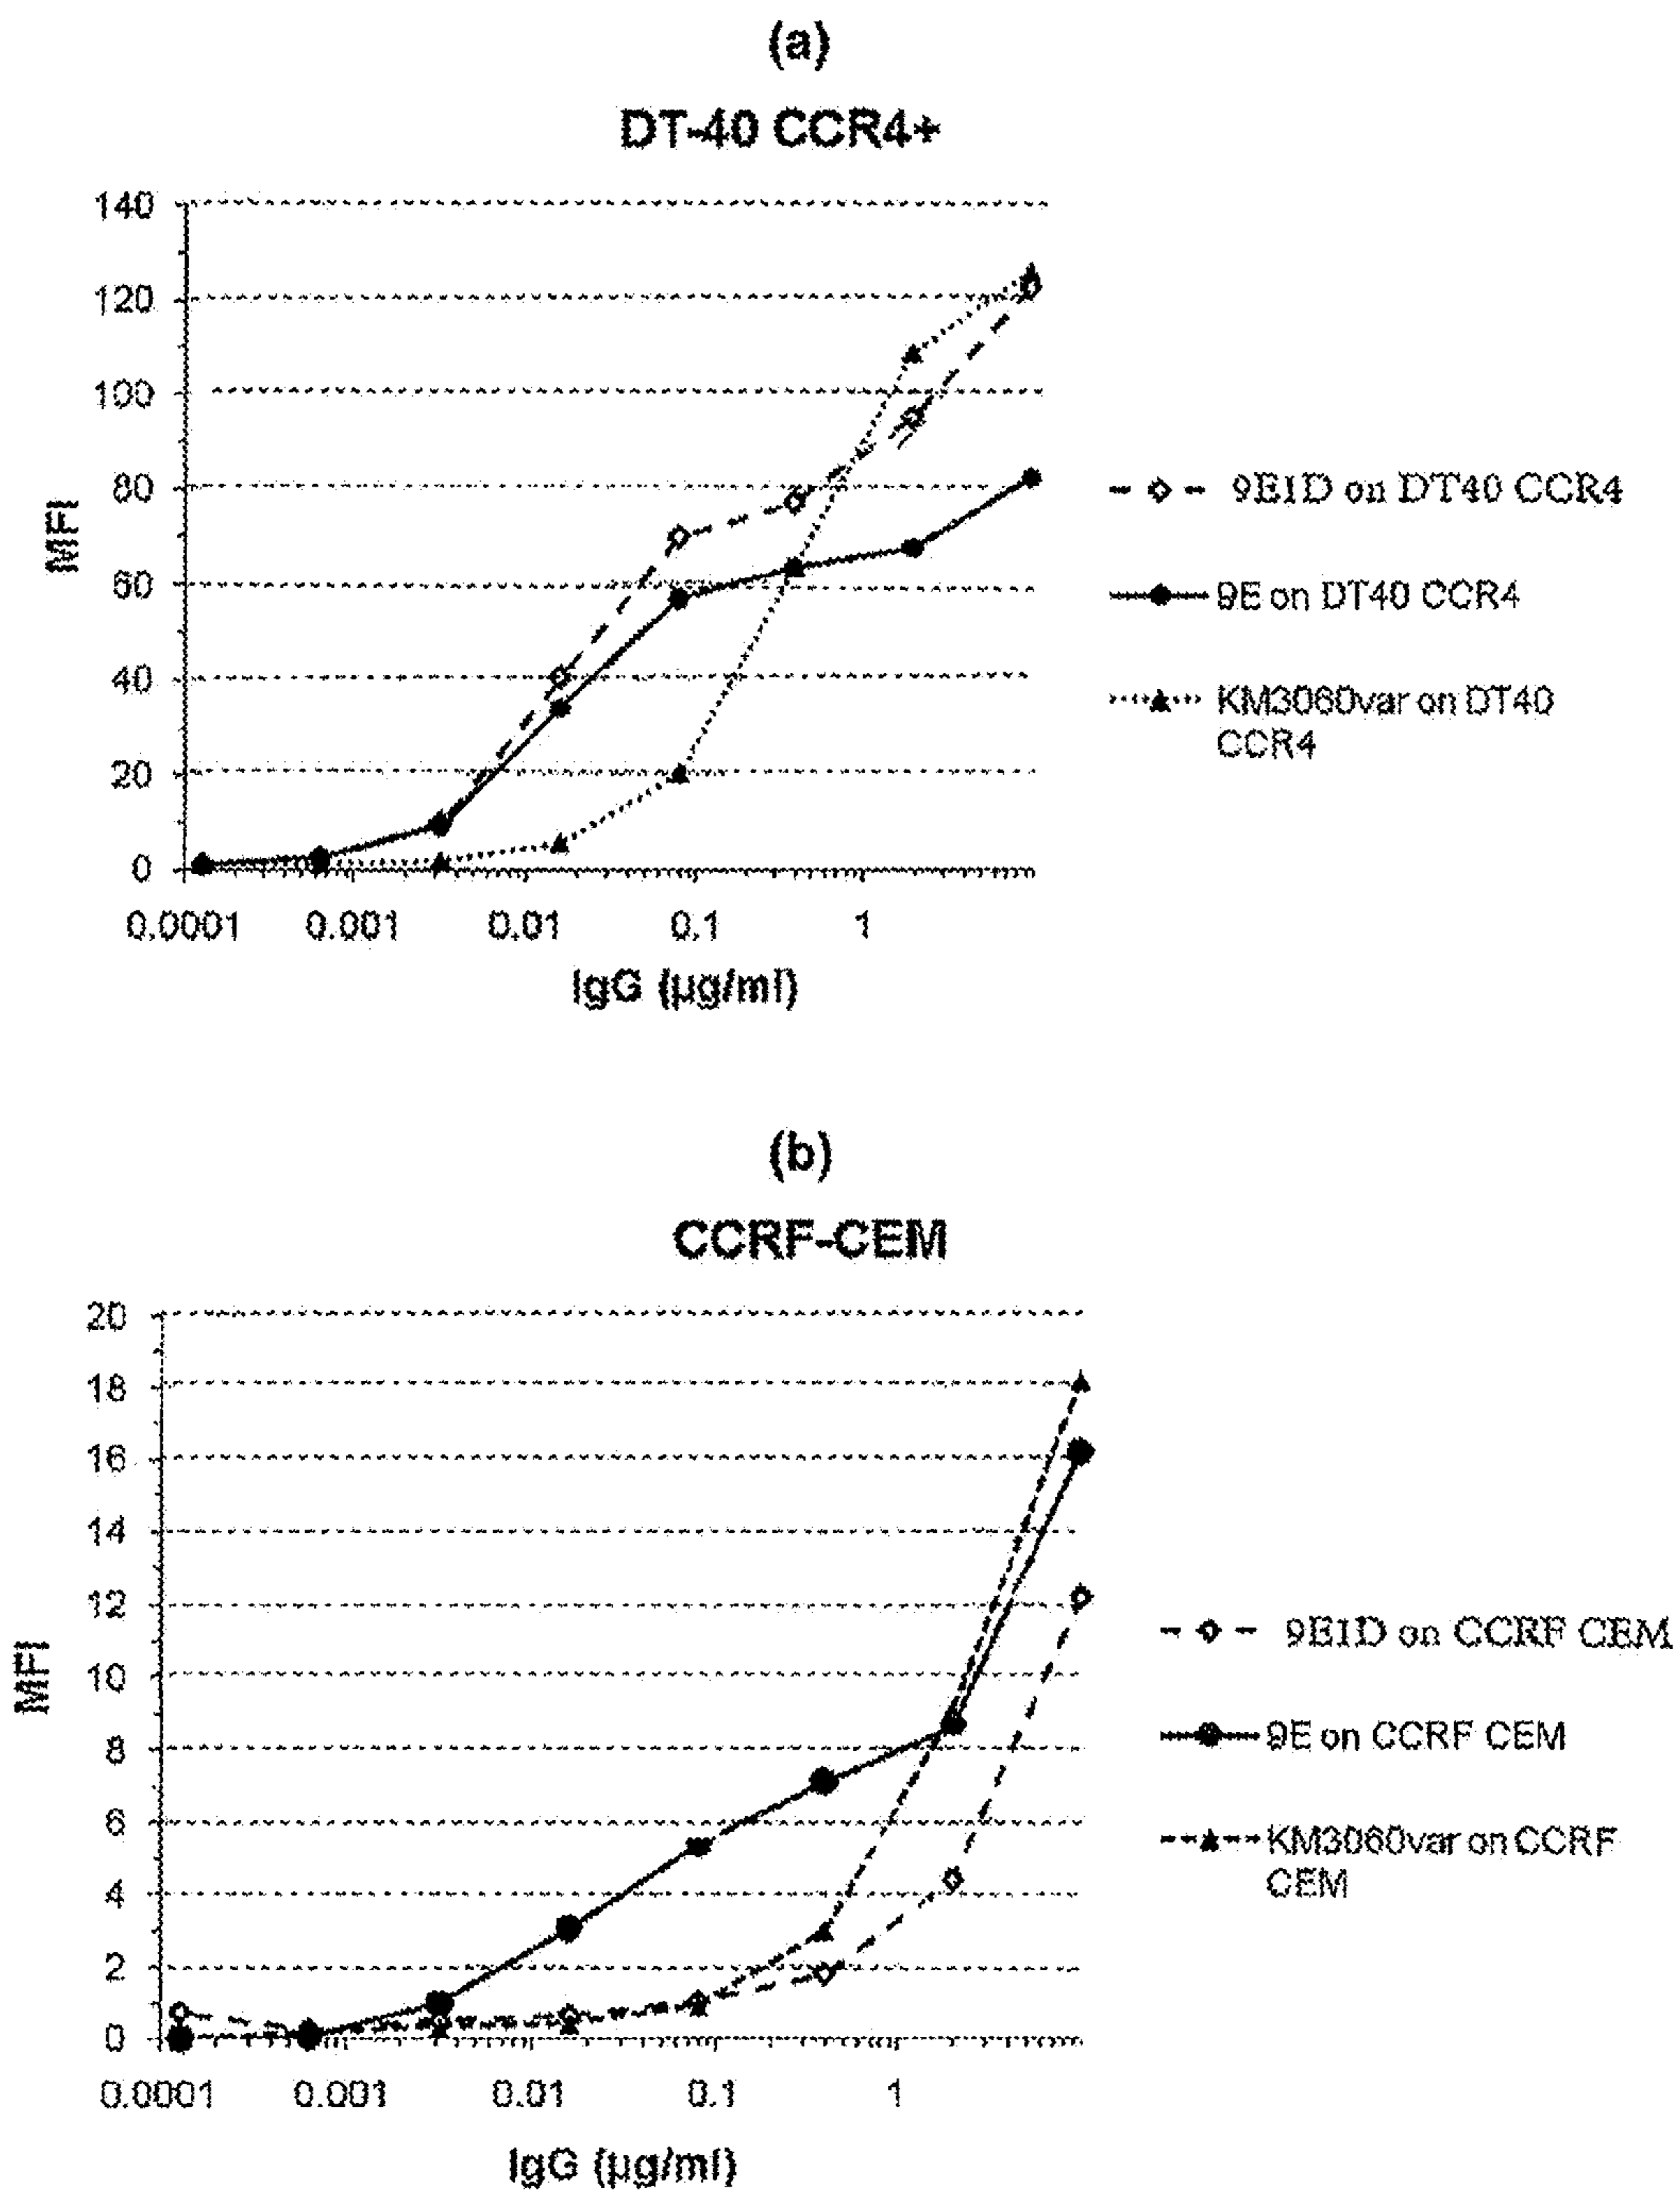 (a)
DT-40 CCR4+
140
120
100
80
60
40
20
0
MFI
0.0001 0.001 0.01 0.1 1
IgG (µg/ml)
9E1D on DT40 CCR4
9E on DT40 CCR4
KM3060var on DT40
CCR4
(b)
CCRF-CEM
20
18
16
14
12
10
8
6
4
2
0
MFI
0.0001 0.001 0.01 0.1 1
IgG (µg/ml)
9E1D on CCRF CEM
9E on CCRF CEM
KM3060var on CCRF
CEM